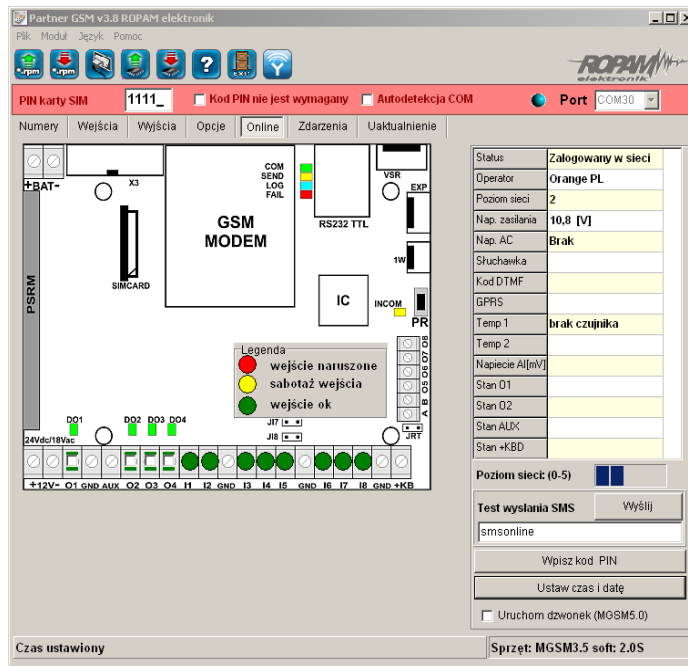 Partner GSM v3.8 ROPAM elektronik
Plik Moduł Język Pomoc
.rpm .rpm ? EXIT ROPAM
elektronik
PIN karty SIM 1111_ Kod PIN nie jest wymagany Autodetekcja COM Port COM30
Numery Wejścia Wyjścia Opcje Online Zdarzenia Uaktualnienie
+BAT- X3 COM VSR
SEND
LOG
FAIL
EXP
GSM
MODEM
RS232 TTL
1W
SIMCARD
PSRM
IC
INCOM
PR
Legenda
wejście naruszone
sabotaż wejścia
wejście ok
A B O5 O6 O7 O8
DO1 DO2 DO3 DO4
JI7
JI8
JRT
24Vdc/18Vac
+12V- O1 GND AUX O2 O3 O4 I1 I2 GND I3 I4 I5 GND I6 I7 I8 GND +KB
Status Zalogowany w sieci
Operator Orange PL
Poziom sieci 2
Nap. zasilania 10,8 [V]
Nap. AC Brak
Słuchawka
Kod DTMF
GPRS
Temp 1 brak czujnika
Temp 2
Napiecie AI[mV]
Stan O1
Stan O2
Stan AUX
Stan +KBD
Poziom sieci: (0-5)
Test wysłania SMS Wyślij
smsonline
Wpisz kod PIN
Ustaw czas i datę
Uruchom dzwonek (MGSM5.0)
Czas ustawiony Sprzęt: MGSM3.5 soft: 2.0S